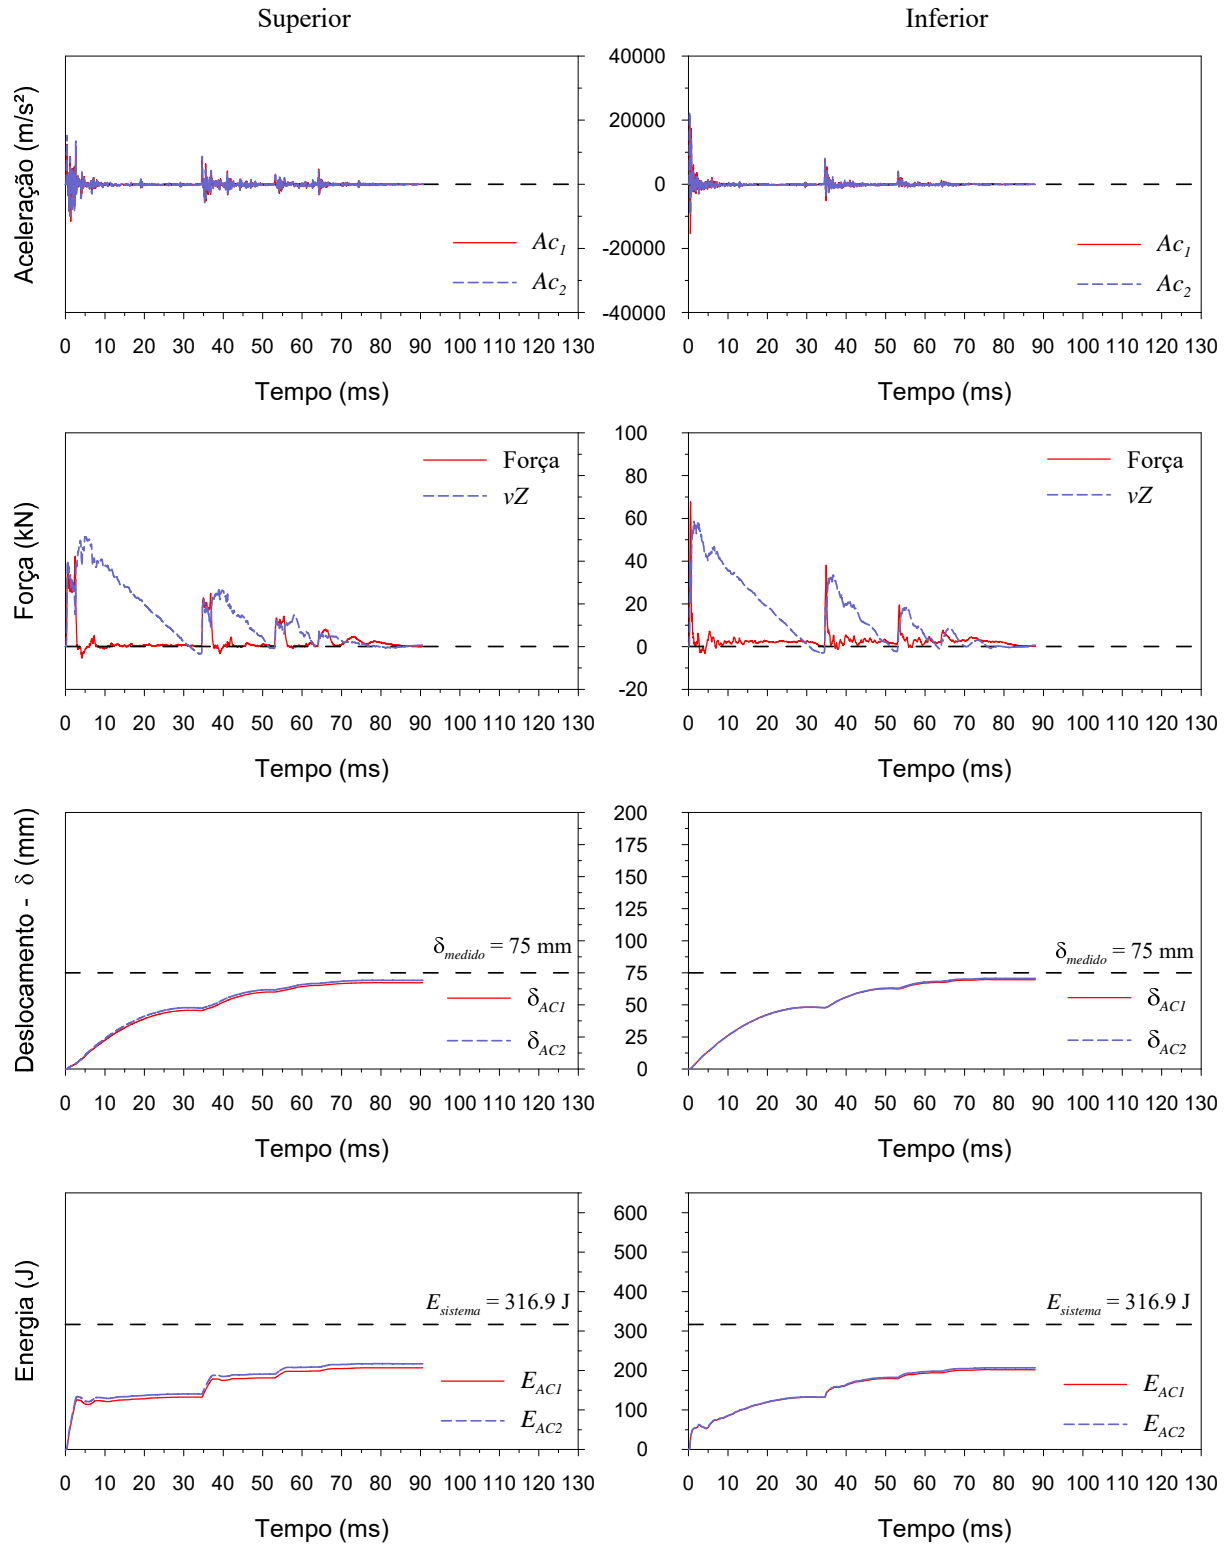 Superior
Inferior
Aceleração (m/s²)
40000
20000
0
-20000
-40000
Ac1
Ac2
Ac1
Ac2
0 10 20 30 40 50 60 70 80 90 100 110 120 130
0 10 20 30 40 50 60 70 80 90 100 110 120 130
Tempo (ms)
Tempo (ms)
Força (kN)
100
80
60
40
20
0
-20
Força
vZ
Força
vZ
0 10 20 30 40 50 60 70 80 90 100 110 120 130
0 10 20 30 40 50 60 70 80 90 100 110 120 130
Tempo (ms)
Tempo (ms)
Deslocamento - δ (mm)
200
175
150
125
100
75
50
25
0
δmedido = 75 mm
δAC1
δAC2
δmedido = 75 mm
δAC1
δAC2
0 10 20 30 40 50 60 70 80 90 100 110 120 130
0 10 20 30 40 50 60 70 80 90 100 110 120 130
Tempo (ms)
Tempo (ms)
Energia (J)
600
500
400
300
200
100
0
Esistema = 316.9 J
EAC1
EAC2
Esistema = 316.9 J
EAC1
EAC2
0 10 20 30 40 50 60 70 80 90 100 110 120 130
0 10 20 30 40 50 60 70 80 90 100 110 120 130
Tempo (ms)
Tempo (ms)